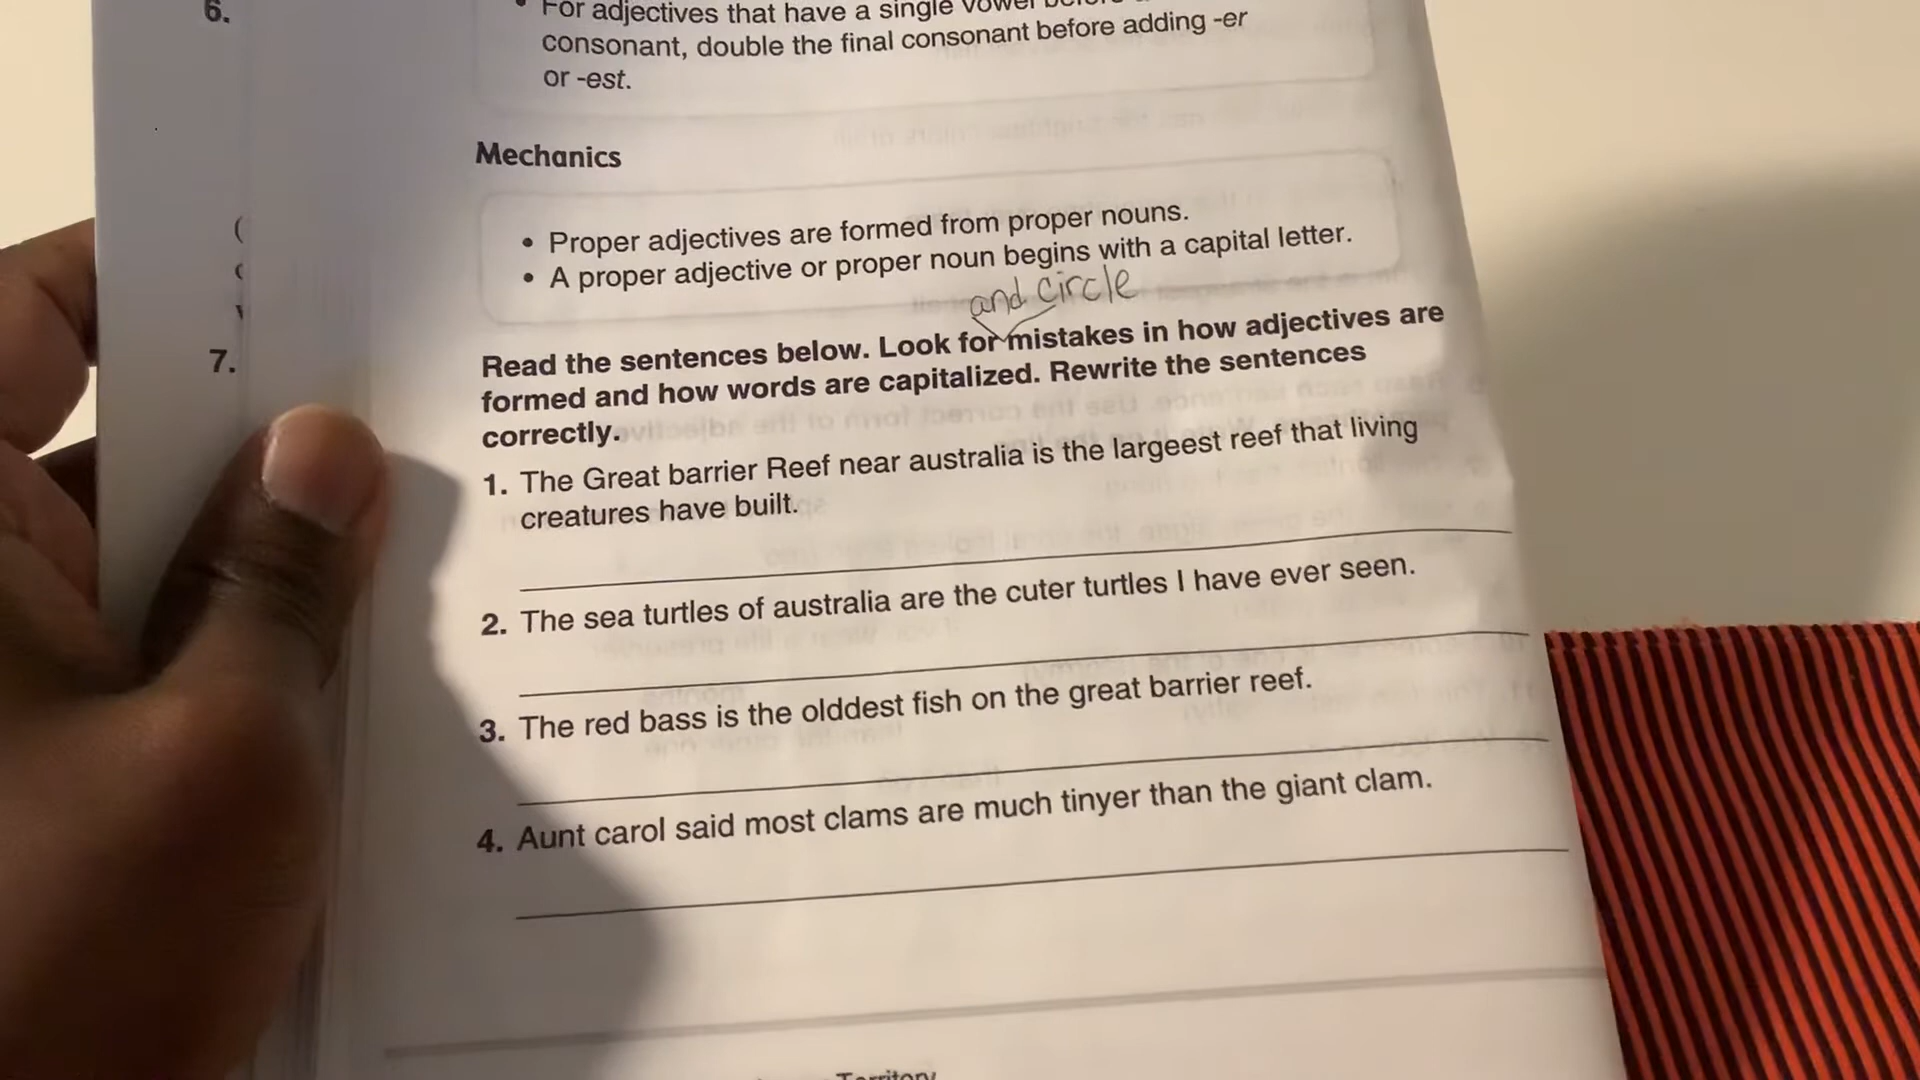 6.
• For adjectives that have a single vowel
consonant, double the final consonant before adding -er
or -est.
Mechanics
• Proper adjectives are formed from proper nouns.
• A proper adjective or proper noun begins with a capital letter.
and circle
7.
Read the sentences below. Look for mistakes in how adjectives are
formed and how words are capitalized. Rewrite the sentences
correctly.
1. The Great barrier Reef near australia is the largeest reef that living
creatures have built.
2. The sea turtles of australia are the cuter turtles I have ever seen.
3. The red bass is the olddest fish on the great barrier reef.
4. Aunt carol said most clams are much tinyer than the giant clam.
Territory